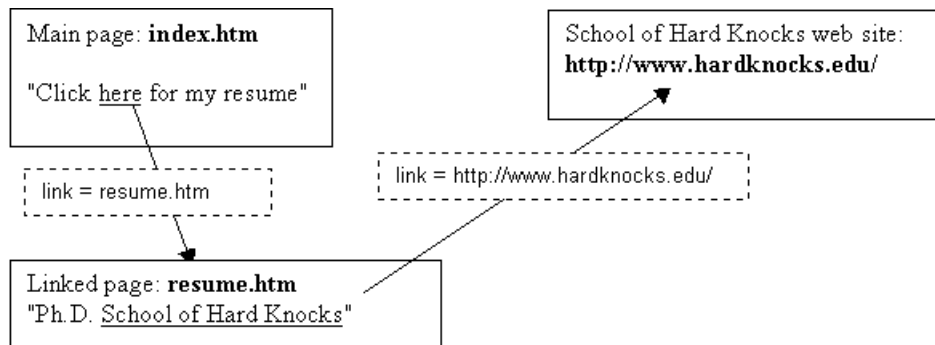 Main page: index.htm
"Click here for my resume"
link = resume.htm
Linked page: resume.htm
"Ph.D. School of Hard Knocks"
link = http://www.hardknocks.edu/
School of Hard Knocks web site:
http://www.hardknocks.edu/